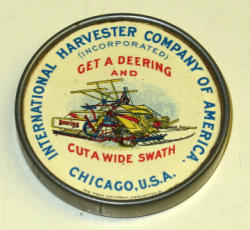 INTERNATIONAL HARVESTER COMPANY OF AMERICA
(INCORPORATED)
GET A DEERING
AND
CUT A WIDE SWATH
CHICAGO, U.S.A.